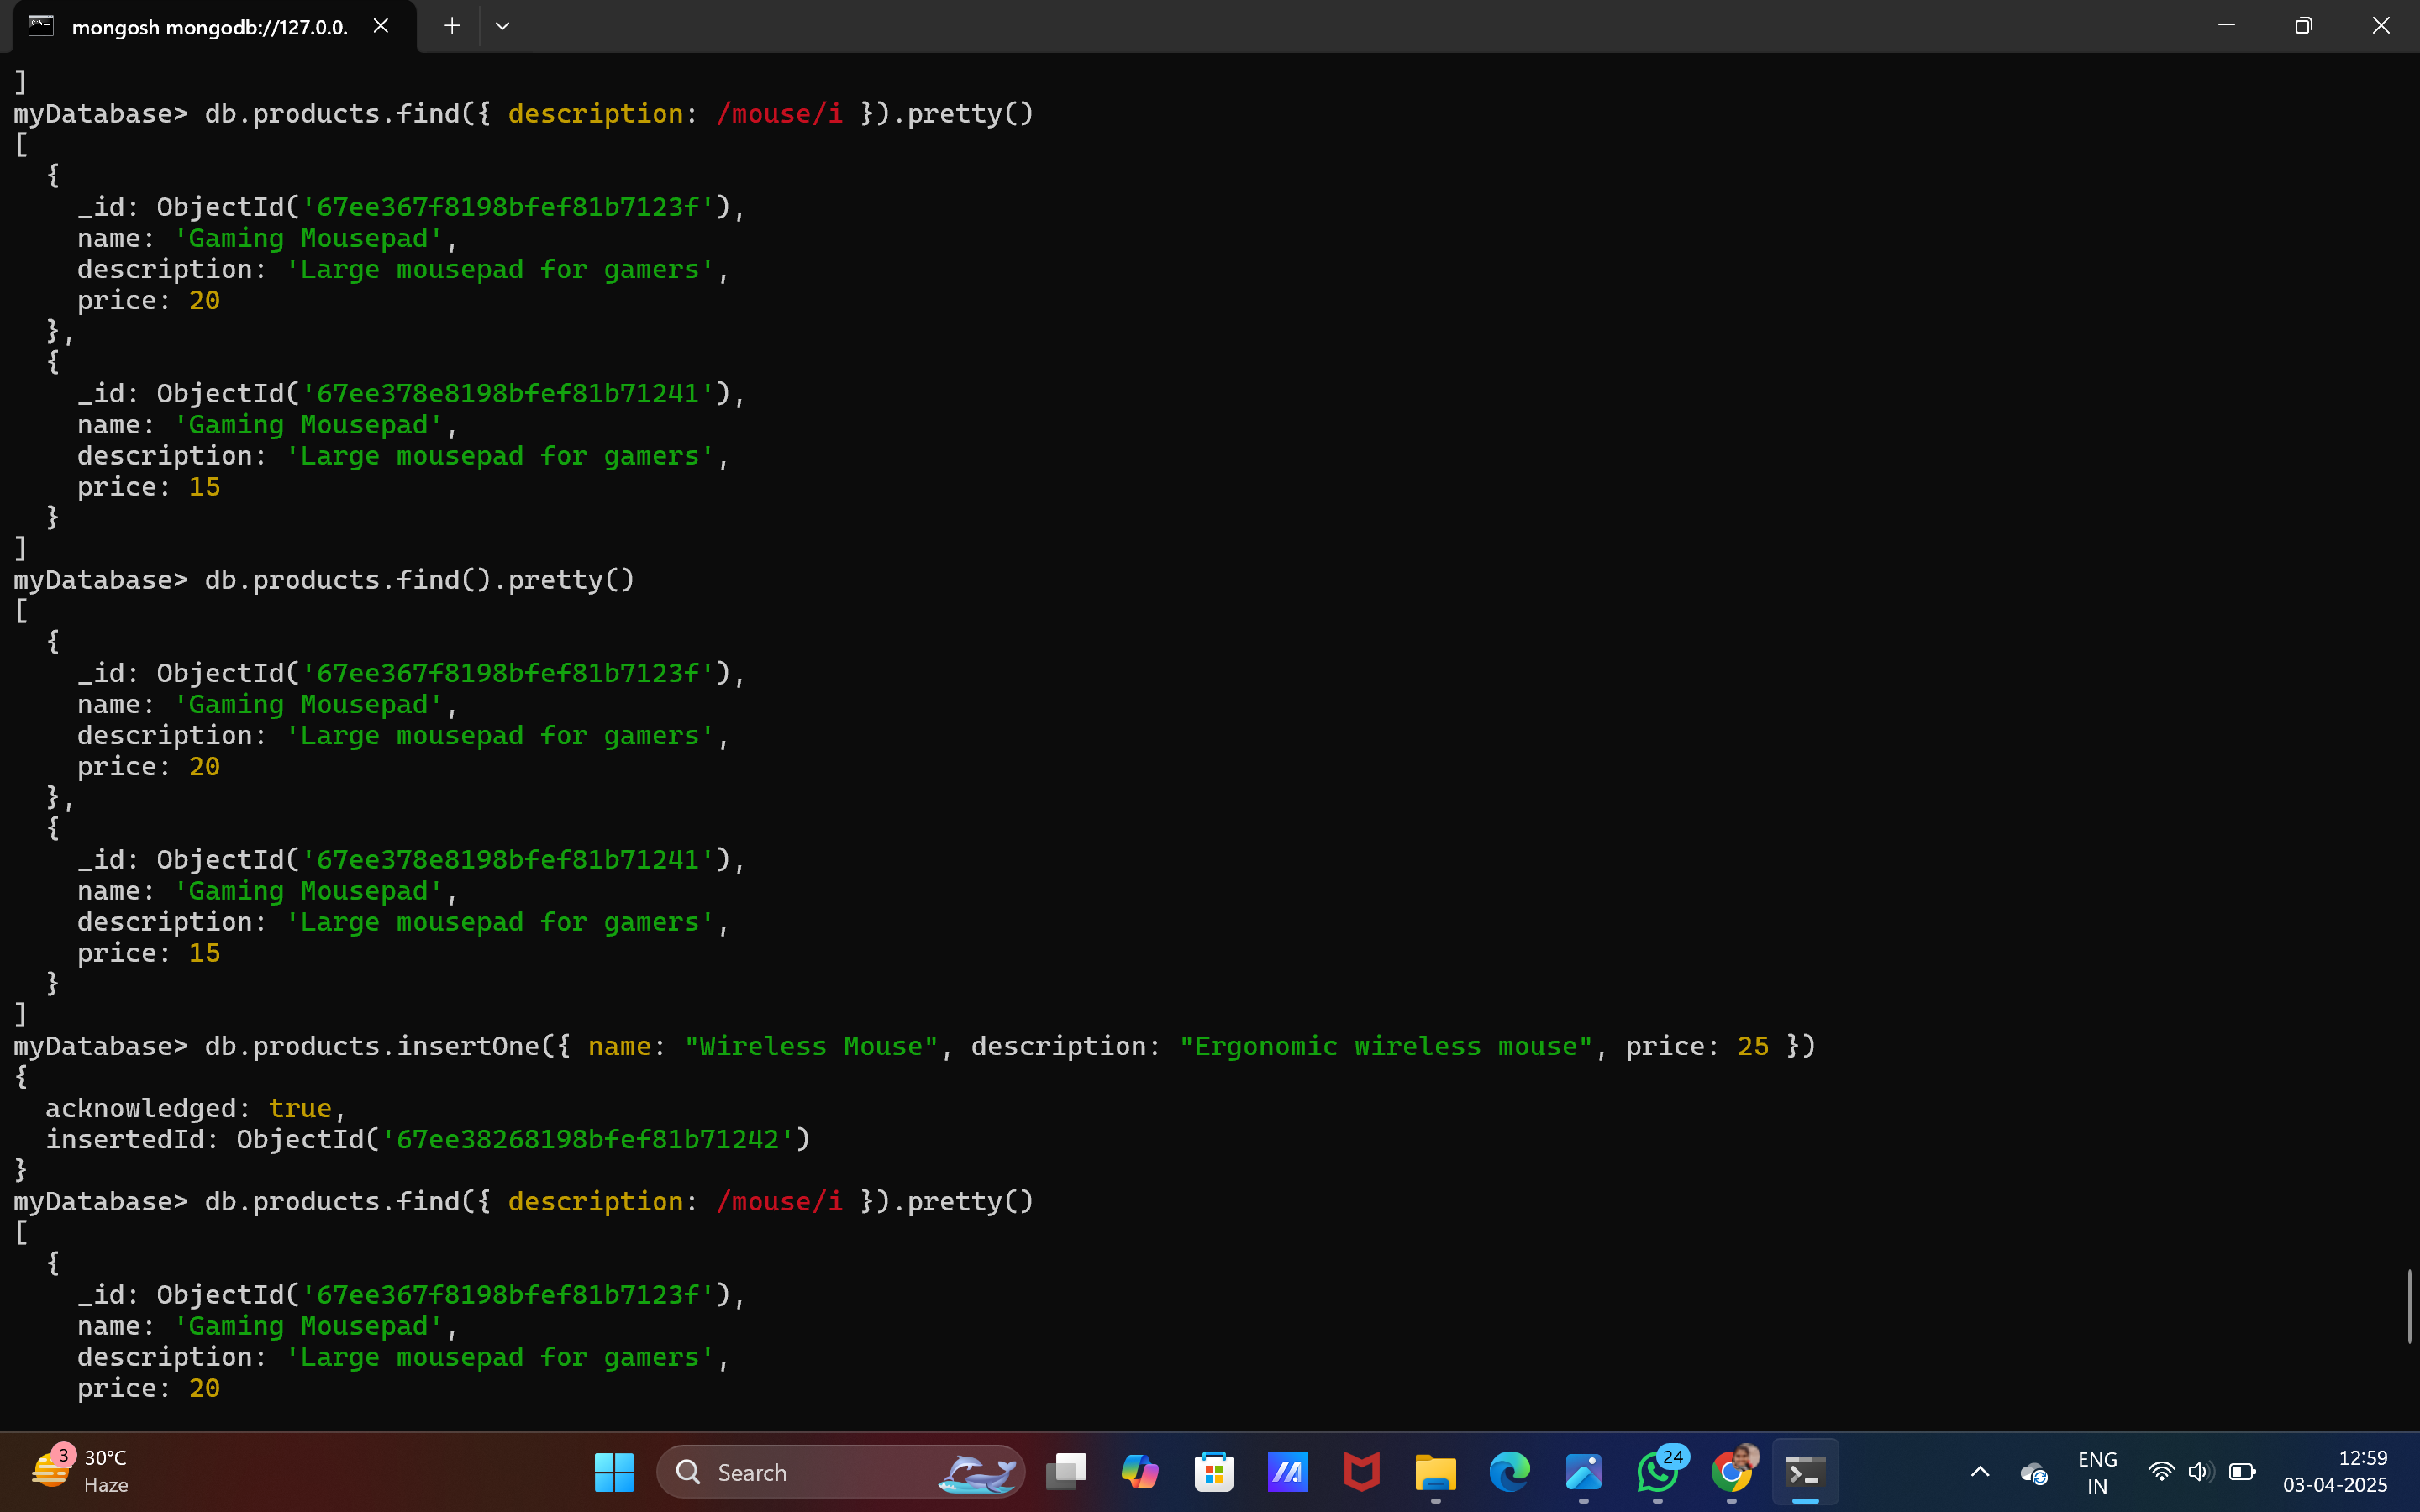 mongosh mongodb://127.0.0.
]
myDatabase> db.products.find({ description: /mouse/i }).pretty()
[
  {
    _id: ObjectId('67ee367f8198bfef81b7123f'),
    name: 'Gaming Mousepad',
    description: 'Large mousepad for gamers',
    price: 20
  },
  {
    _id: ObjectId('67ee378e8198bfef81b71241'),
    name: 'Gaming Mousepad',
    description: 'Large mousepad for gamers',
    price: 15
  }
]
myDatabase> db.products.find().pretty()
[
  {
    _id: ObjectId('67ee367f8198bfef81b7123f'),
    name: 'Gaming Mousepad',
    description: 'Large mousepad for gamers',
    price: 20
  },
  {
    _id: ObjectId('67ee378e8198bfef81b71241'),
    name: 'Gaming Mousepad',
    description: 'Large mousepad for gamers',
    price: 15
  }
]
myDatabase> db.products.insertOne({ name: "Wireless Mouse", description: "Ergonomic wireless mouse", price: 25 })
{
  acknowledged: true,
  insertedId: ObjectId('67ee38268198bfef81b71242')
}
myDatabase> db.products.find({ description: /mouse/i }).pretty()
[
  {
    _id: ObjectId('67ee367f8198bfef81b7123f'),
    name: 'Gaming Mousepad',
    description: 'Large mousepad for gamers',
    price: 20
3
30°C
Haze
Search
24
ENG
IN
12:59
03-04-2025